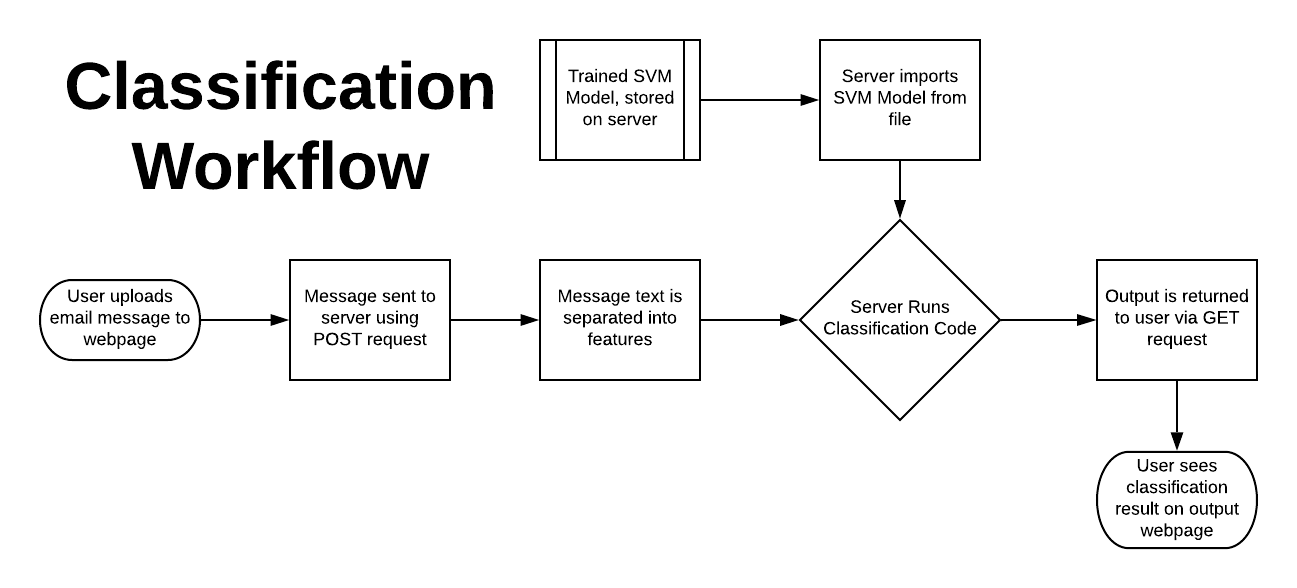 Classification
Workflow
Trained SVM
Model, stored
on server
Server imports
SVM Model from
file
User uploads
email message to
webpage
Message sent to
server using
POST request
Message text is
separated into
features
Server Runs
Classification Code
Output is returned
to user via GET
request
User sees
classification
result on output
webpage